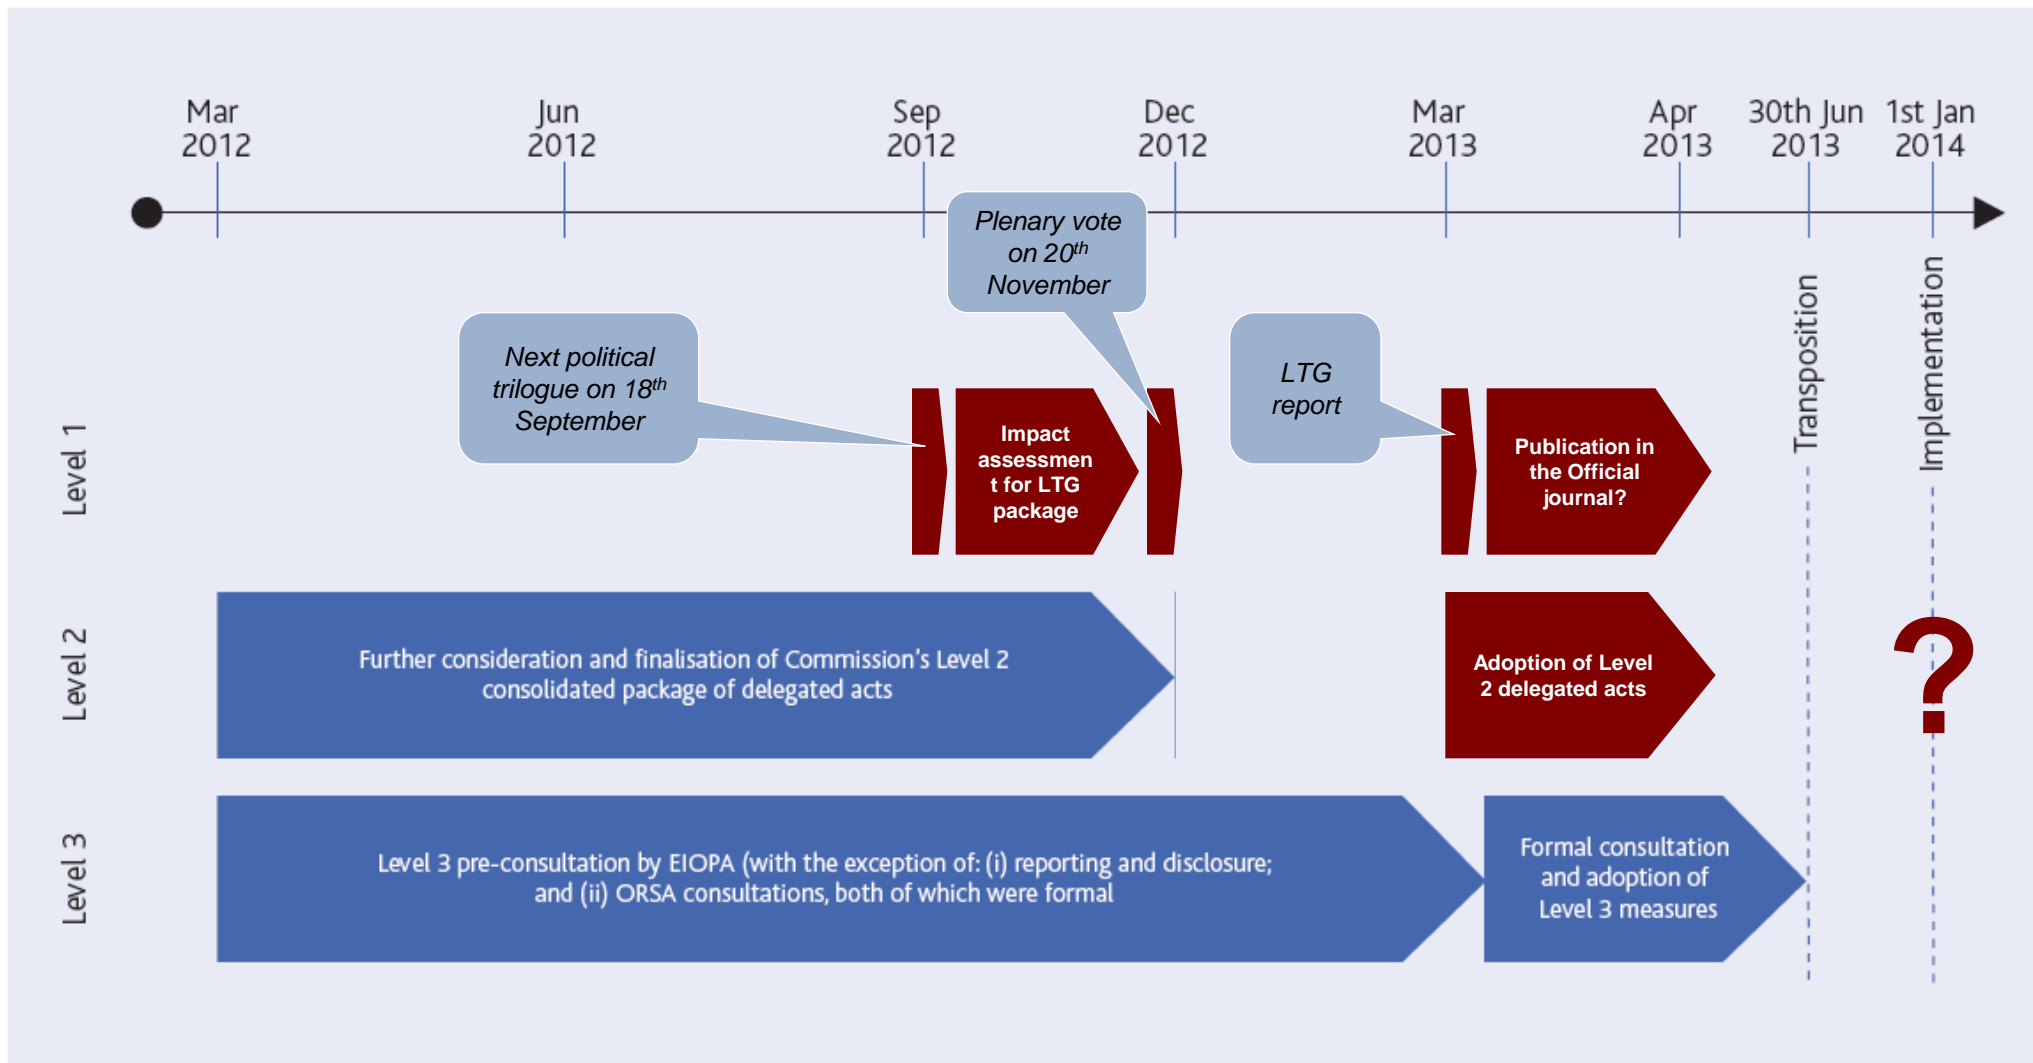 Mar
2012
Jun
2012
Sep
2012
Dec
2012
Mar
2013
Apr
2013
30th Jun
2013
1st Jan
2014
Plenary vote
on 20th
November
Next political
trilogue on 18th
September
LTG
report
Transposition
Implementation
Level 1
Impact
assessmen
t for LTG
package
Publication in
the Official
journal?
Level 2
Further consideration and finalisation of Commission's Level 2
consolidated package of delegated acts
Adoption of Level
2 delegated acts
?
Level 3
Level 3 pre-consultation by EIOPA (with the exception of: (i) reporting and disclosure;
and (ii) ORSA consultations, both of which were formal
Formal consultation
and adoption of
Level 3 measures